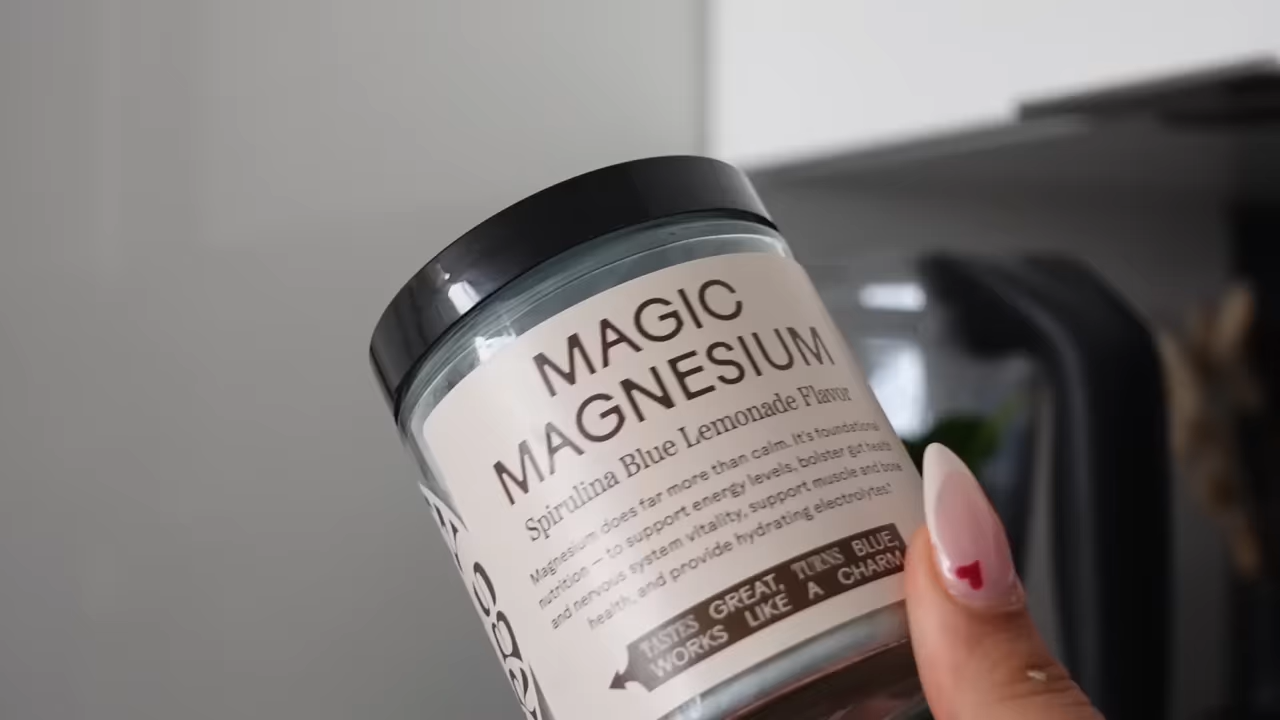 MAGIC
MAGNESIUM
Spirulina Blue Lemonade Flavor
Magnesium does far more than calm. It's foundational
nutrition — to support energy levels, bolster gut health
and nervous system vitality, support muscle and bone
health, and provide hydrating electrolytes.*
TASTES GREAT, TURNS BLUE,
WORKS LIKE A CHARM